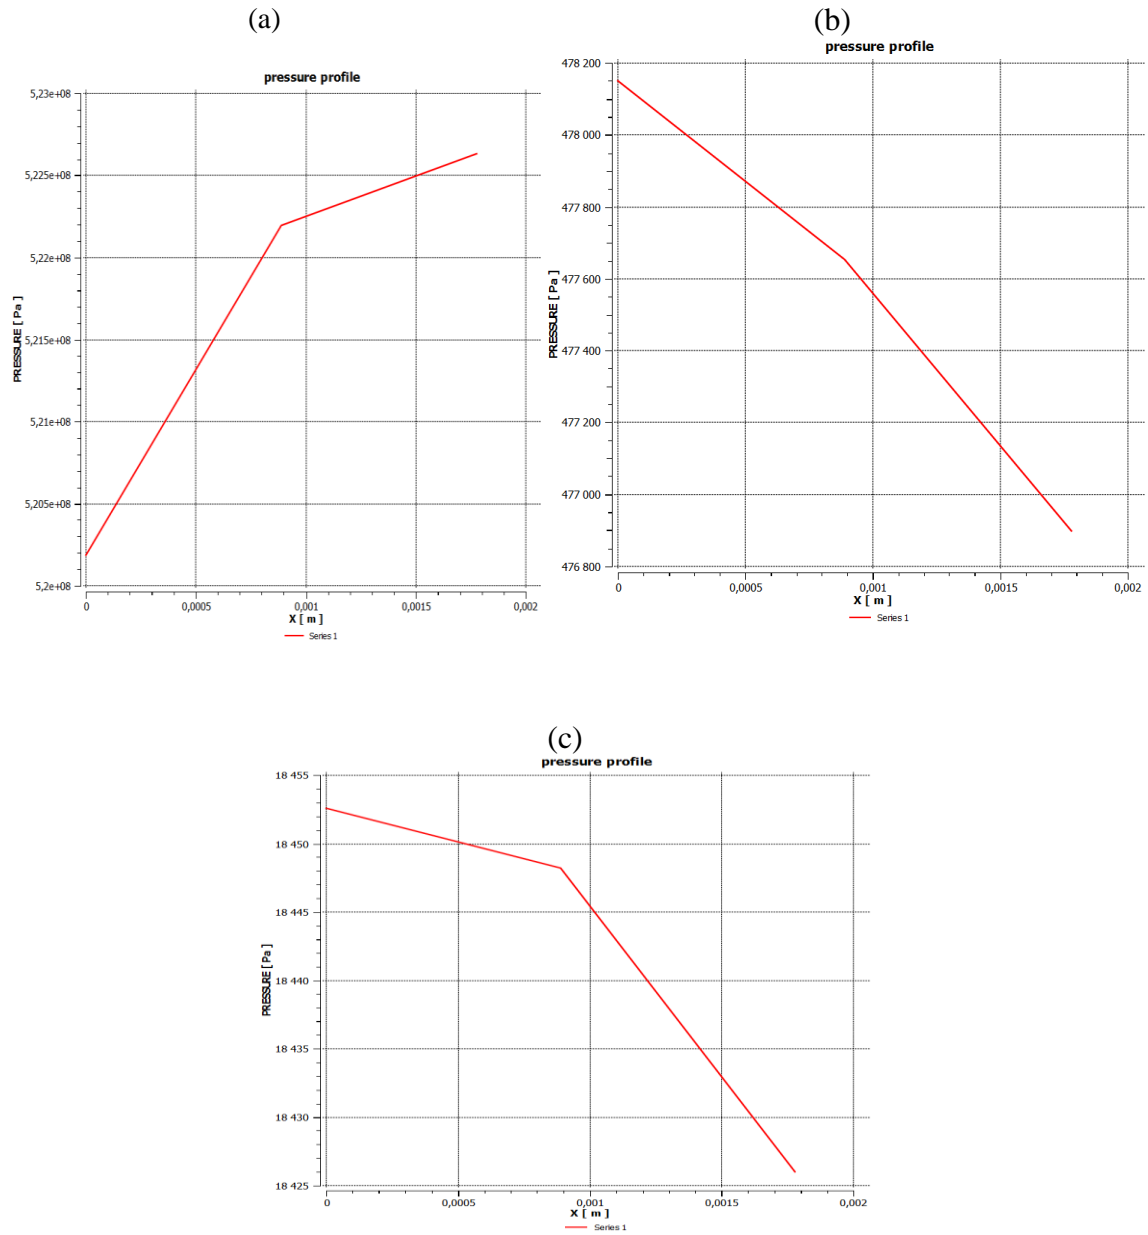 (a)
pressure profile
5,23e+08
5,225e+08
5,22e+08
5,215e+08
5,21e+08
5,205e+08
5,2e+08
PRESSURE [ Pa ]
0 0,0005 0,001 0,0015 0,002
X [ m ]
Series 1
(b)
pressure profile
478 200
478 000
477 800
477 600
477 400
477 200
477 000
476 800
PRESSURE [ Pa ]
0 0,0005 0,001 0,0015 0,002
X [ m ]
Series 1
(c)
pressure profile
18 455
18 450
18 445
18 440
18 435
18 430
18 425
PRESSURE [ Pa ]
0 0,0005 0,001 0,0015 0,002
X [ m ]
Series 1